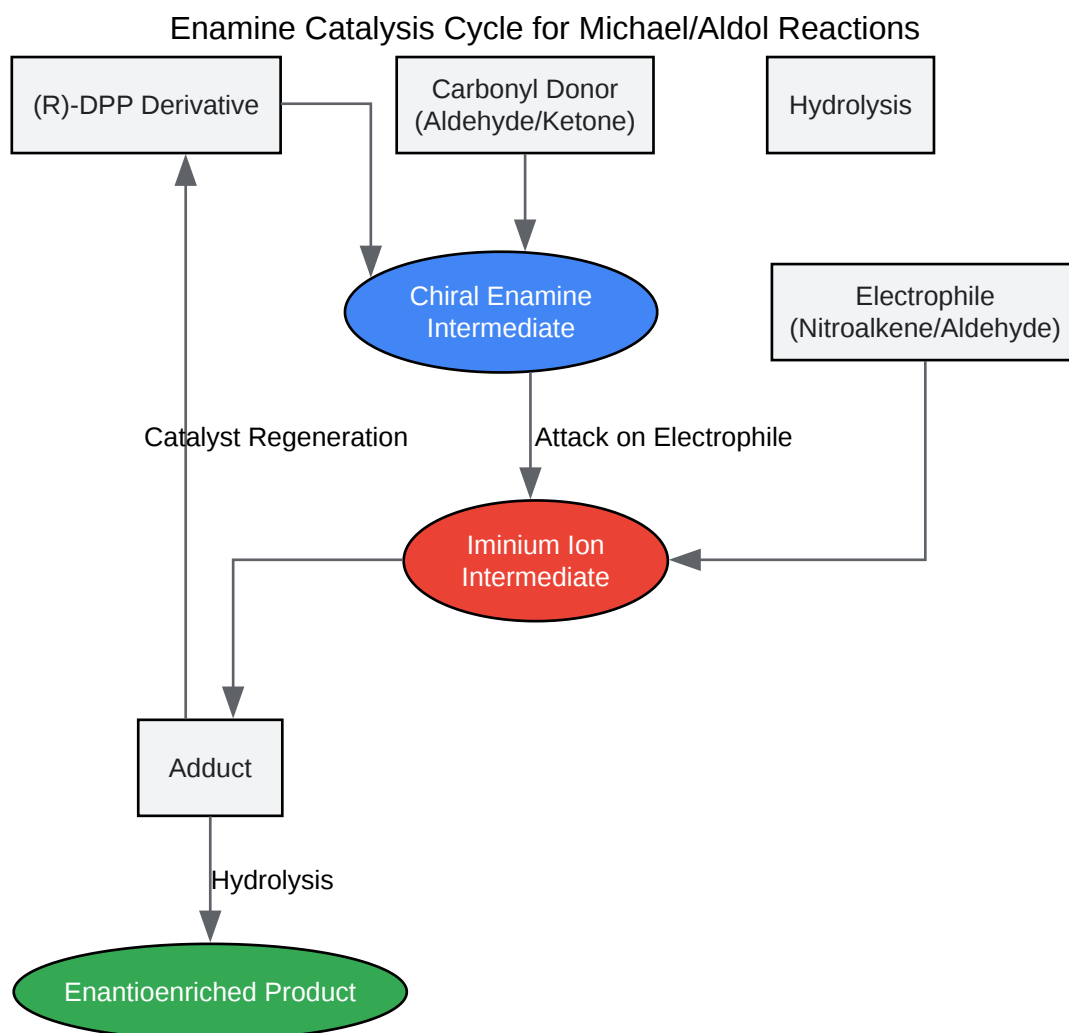 Enamine Catalysis Cycle for Michael/Aldol Reactions
(R)-DPP Derivative
Carbonyl Donor
(Aldehyde/Ketone)
Hydrolysis
Chiral Enamine
Intermediate
Electrophile
(Nitroalkene/Aldehyde)
Catalyst Regeneration
Attack on Electrophile
Iminium Ion
Intermediate
Adduct
Hydrolysis
Enantioenriched Product